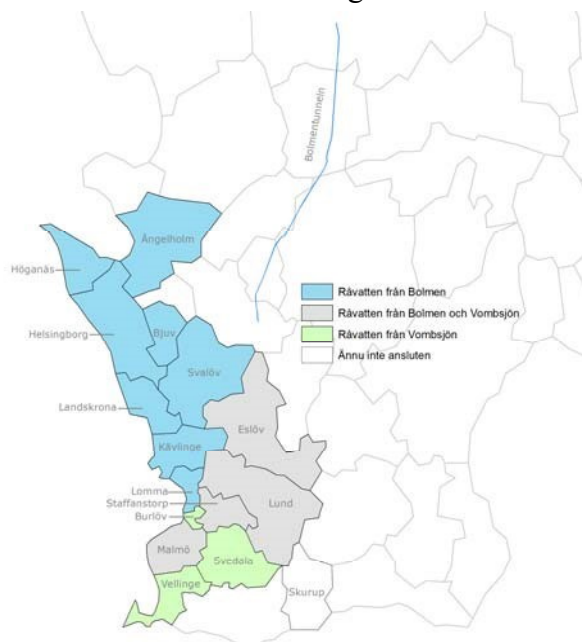 Bolmentunneln
Ängelholm
Höganäs
Råvatten från Bolmen
Råvatten från Bolmen och Vombsjön
Råvatten från Vombsjön
Ännu inte ansluten
Helsingborg
Bjuv
Svalöv
Landskrona
Eslöv
Kävlinge
Lomma
Staffanstorp
Lund
Burlöv
Malmö
Svedala
Vellinge
Skurup